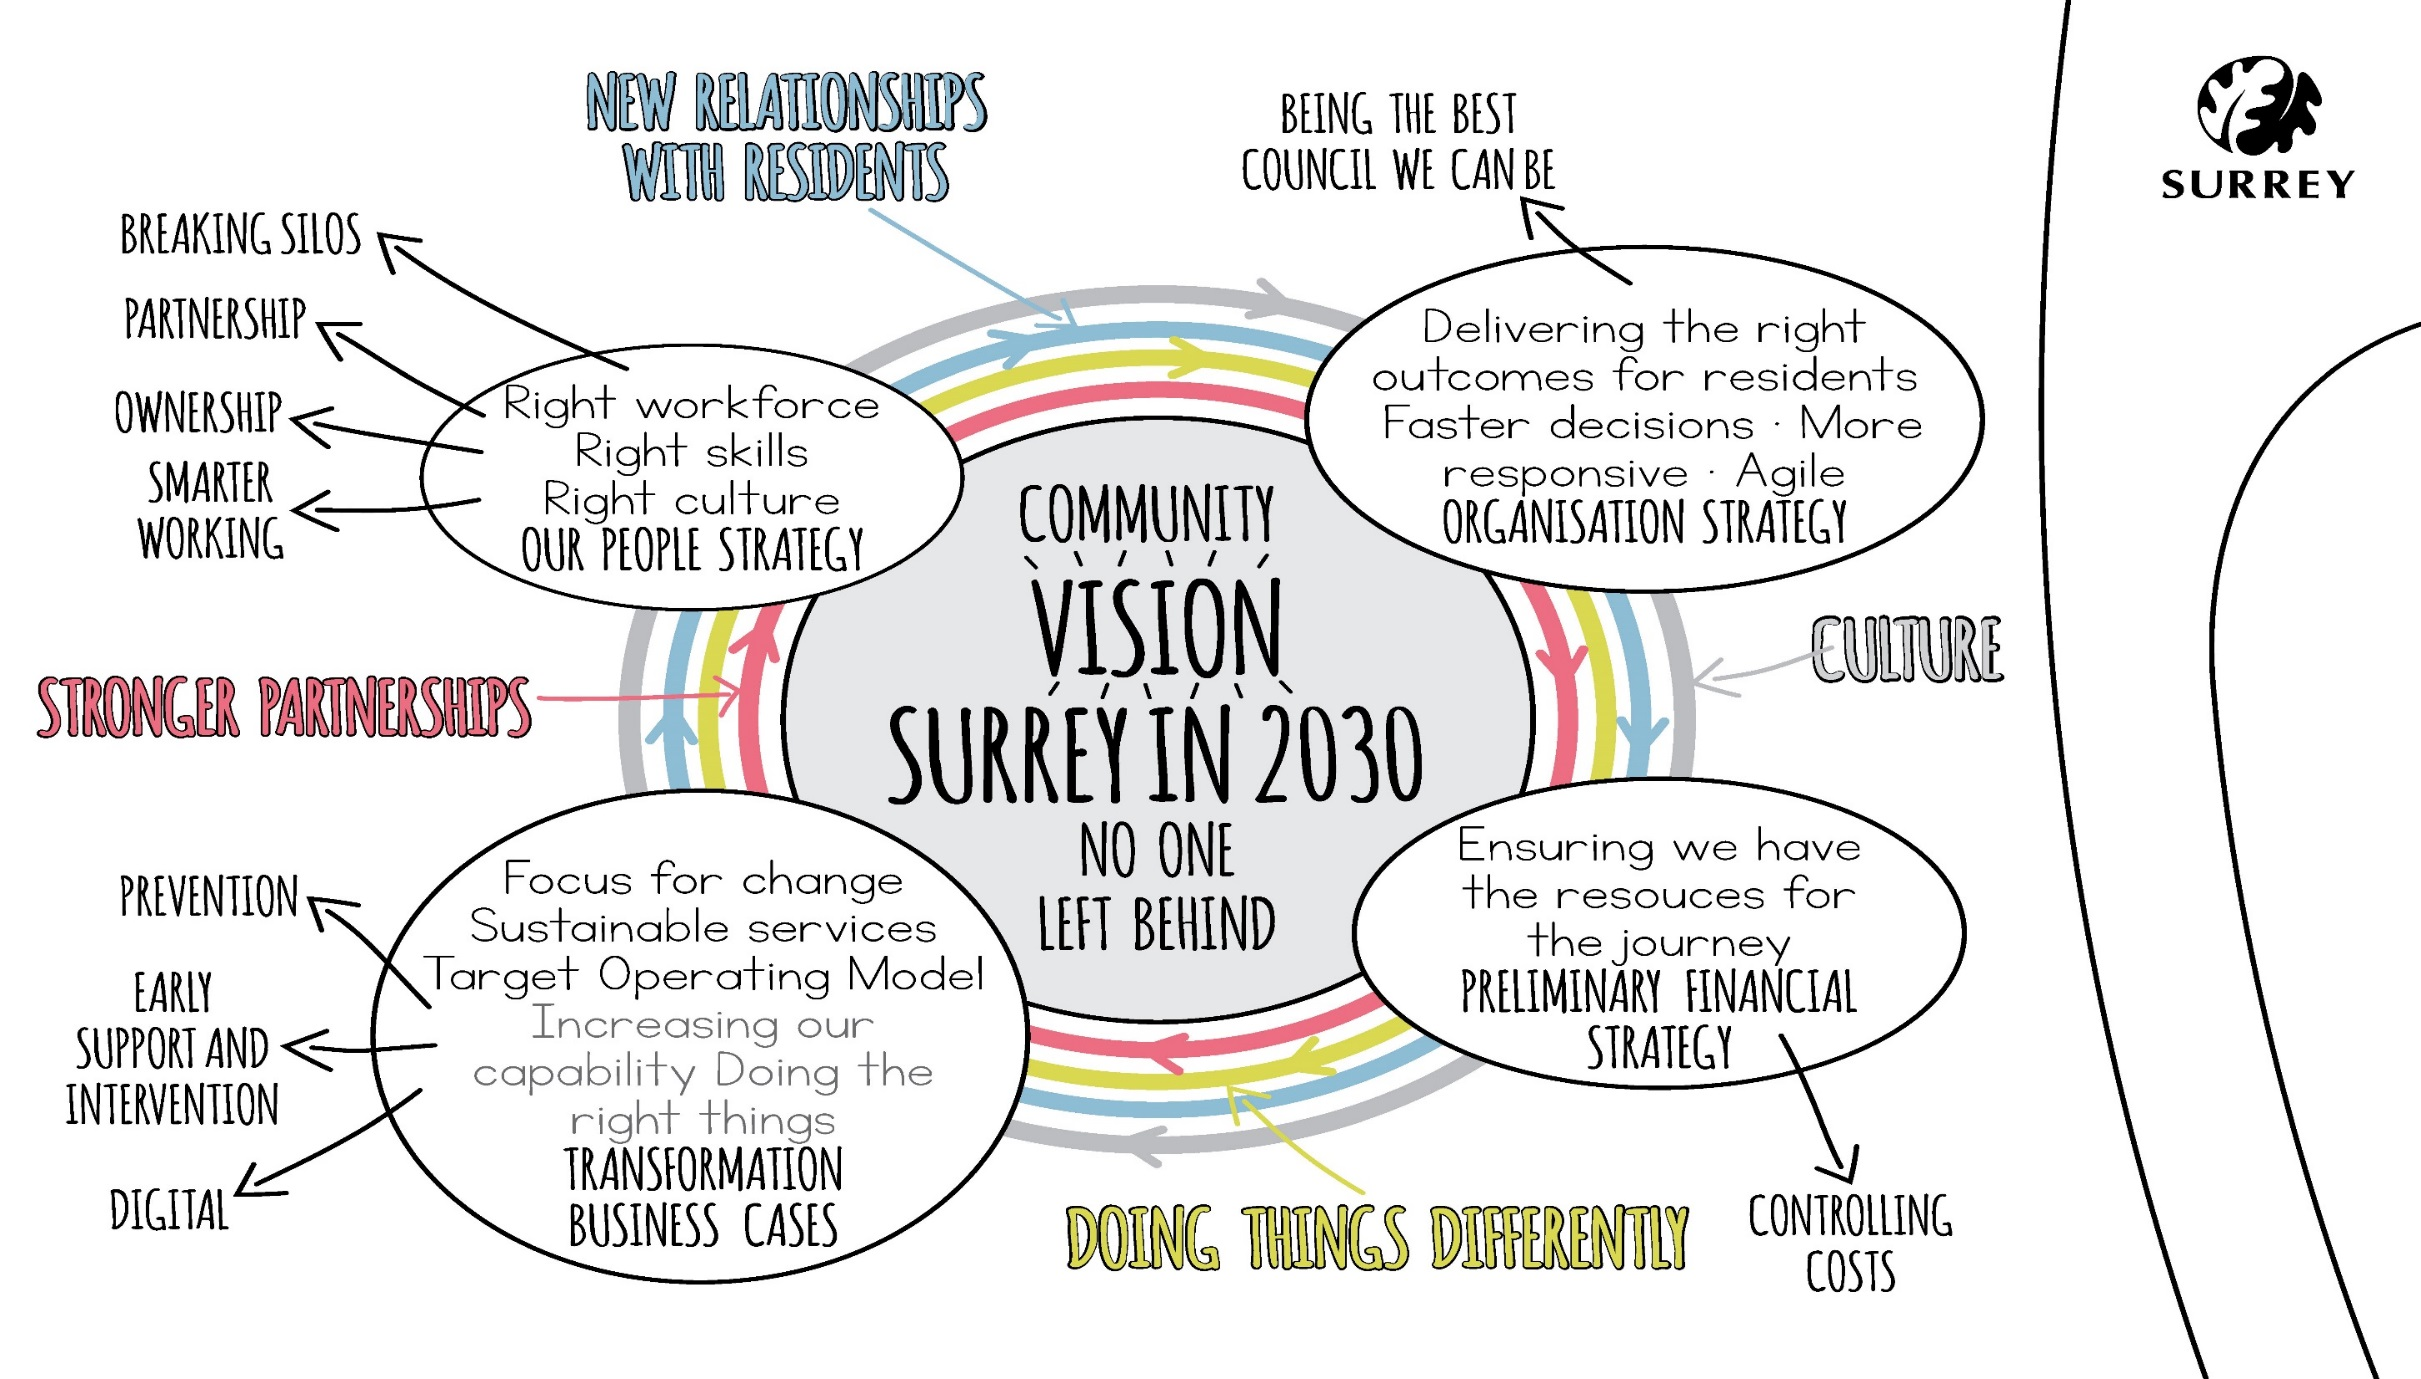 NEW RELATIONSHIPS
WITH RESIDENTS
BEING THE BEST
COUNCIL WE CAN BE
SURREY
BREAKING SILOS
PARTNERSHIP
OWNERSHIP
SMARTER
WORKING
Right workforce
Right skills
Right culture
OUR PEOPLE STRATEGY
Delivering the right
outcomes for residents
Faster decisions · More
responsive · Agile
ORGANISATION STRATEGY
COMMUNITY
VISION
SURREY IN 2030
NO ONE
LEFT BEHIND
STRONGER PARTNERSHIPS
CULTURE
PREVENTION
EARLY
SUPPORT AND
INTERVENTION
DIGITAL
Focus for change
Sustainable services
Target Operating Model
Increasing our
capability Doing the
right things
TRANSFORMATION
BUSINESS CASES
Ensuring we have
the resouces for
the journey
PRELIMINARY FINANCIAL
STRATEGY
DOING THINGS DIFFERENTLY
CONTROLLING
COSTS